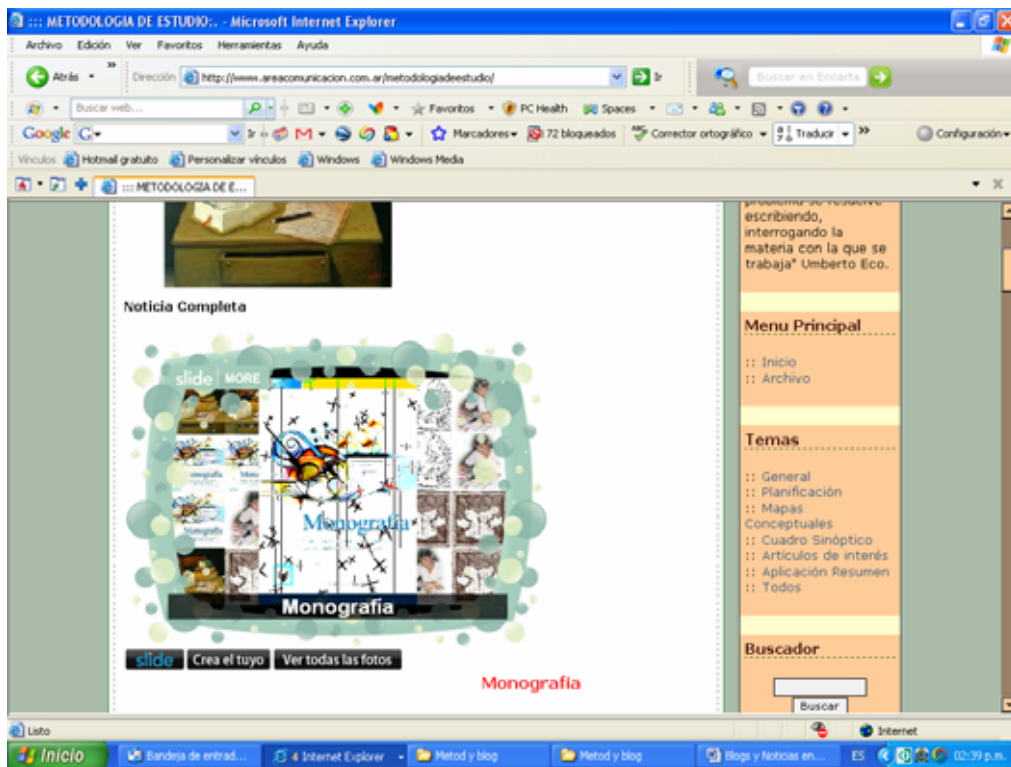 ::: METODOLOGIA DE ESTUDIO:. - Microsoft Internet Explorer
Archivo Edición Ver Favoritos Herramientas Ayuda
Atrás Dirección http://www.areacomunicacion.com.ar/metodologiadeestudio/ Ir Buscar en Encarta
Buscar web... Favoritos PC Health Spaces
Google G Ir Marcadores 72 bloqueados Corrector ortográfico Traducir Configuración
Vínculos Hotmail gratuito Personalizar vínculos Windows Windows Media
::: METODOLOGIA DE E...
escribiendo,
interrogando la
materia con la que se
trabaja" Umberto Eco.
Noticia Completa
slide MORE
Monografía
Monografía
slide Crea el tuyo Ver todas las fotos
Monografía
Menu Principal
:: Inicio
:: Archivo
Temas
:: General
:: Planificación
:: Mapas
Conceptuales
:: Cuadro Sinóptico
:: Artículos de interés
:: Aplicación Resumen
:: Todos
Buscador
Buscar
Listo Internet
Inicio Bandeja de entrad... 4 Internet Explorer Metod y blog Metod y blog Blogs y Noticias en... ES 02:39 p.m.